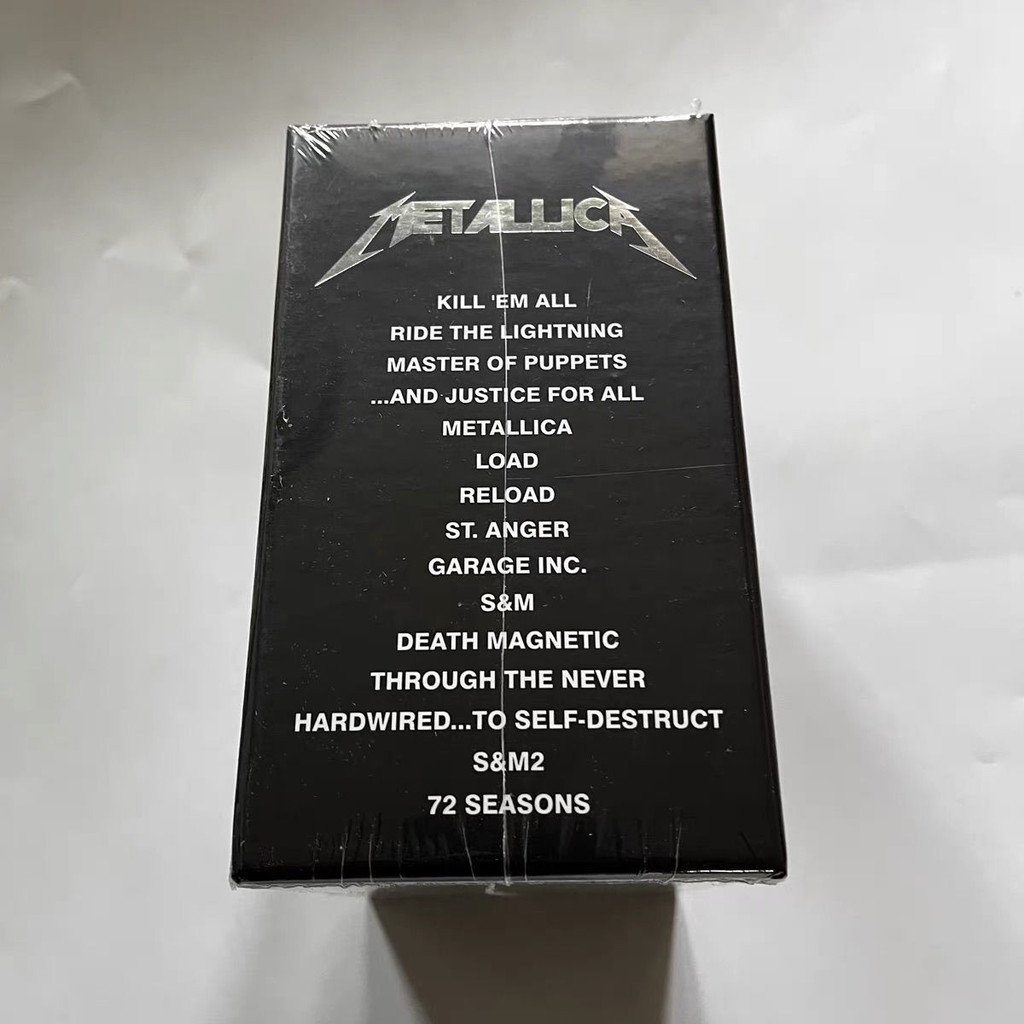 METALLICA
KILL 'EM ALL
RIDE THE LIGHTNING
MASTER OF PUPPETS
...AND JUSTICE FOR ALL
METALLICA
LOAD
RELOAD
ST. ANGER
GARAGE INC.
S&M
DEATH MAGNETIC
THROUGH THE NEVER
HARDWIRED...TO SELF-DESTRUCT
S&M2
72 SEASONS